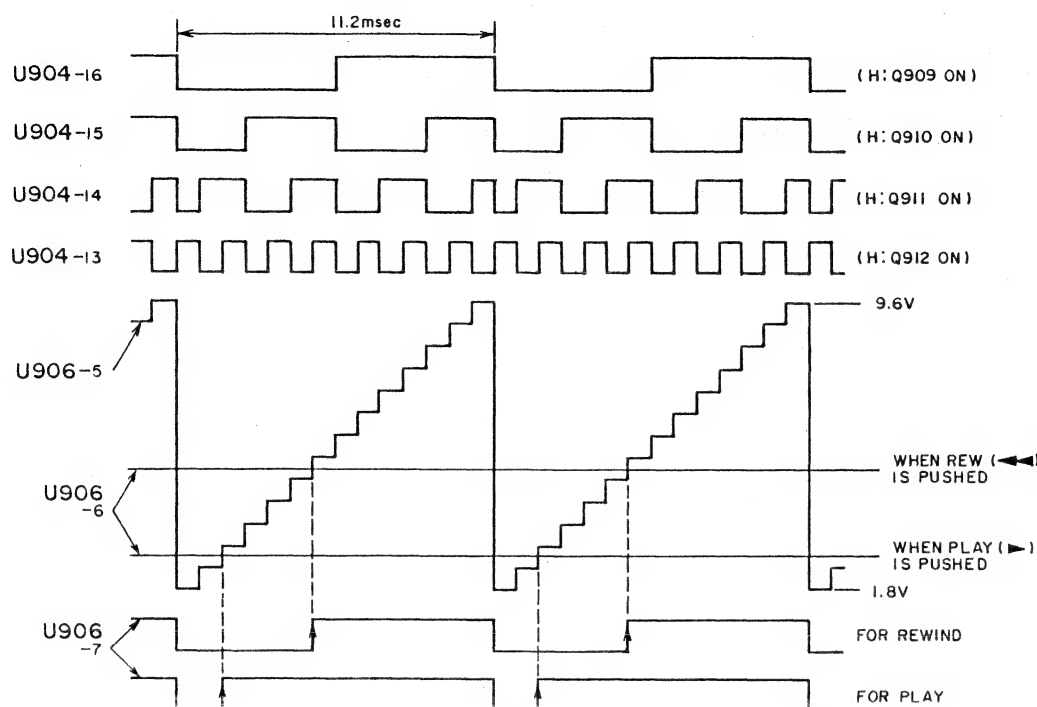 11.2msec
U904-16
(H:Q909 ON)
U904-15
(H:Q910 ON)
U904-14
(H:Q911 ON)
U904-13
(H:Q912 ON)
9.6V
U906-5
WHEN REW (◀◀)
IS PUSHED
U906
-6
WHEN PLAY (►)
IS PUSHED
1.8V
U906
-7
FOR REWIND
FOR PLAY